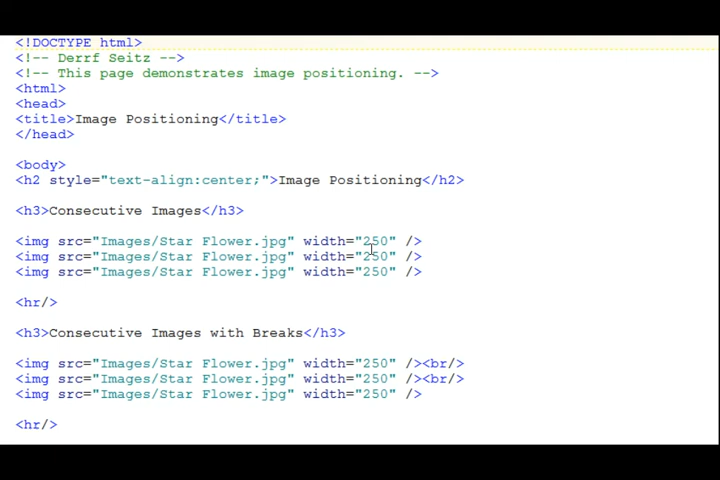 <!DOCTYPE html>
<!-- Derrf Seitz -->
<!-- This page demonstrates image positioning. -->
<html>
<head>
<title>Image Positioning</title>
</head>
<body>
<h2 style="text-align:center;">Image Positioning</h2>
<h3>Consecutive Images</h3>
<img src="Images/Star Flower.jpg" width="250" />
<img src="Images/Star Flower.jpg" width="250" />
<img src="Images/Star Flower.jpg" width="250" />
<hr/>
<h3>Consecutive Images with Breaks</h3>
<img src="Images/Star Flower.jpg" width="250" /><br/>
<img src="Images/Star Flower.jpg" width="250" /><br/>
<img src="Images/Star Flower.jpg" width="250" />
<hr/>